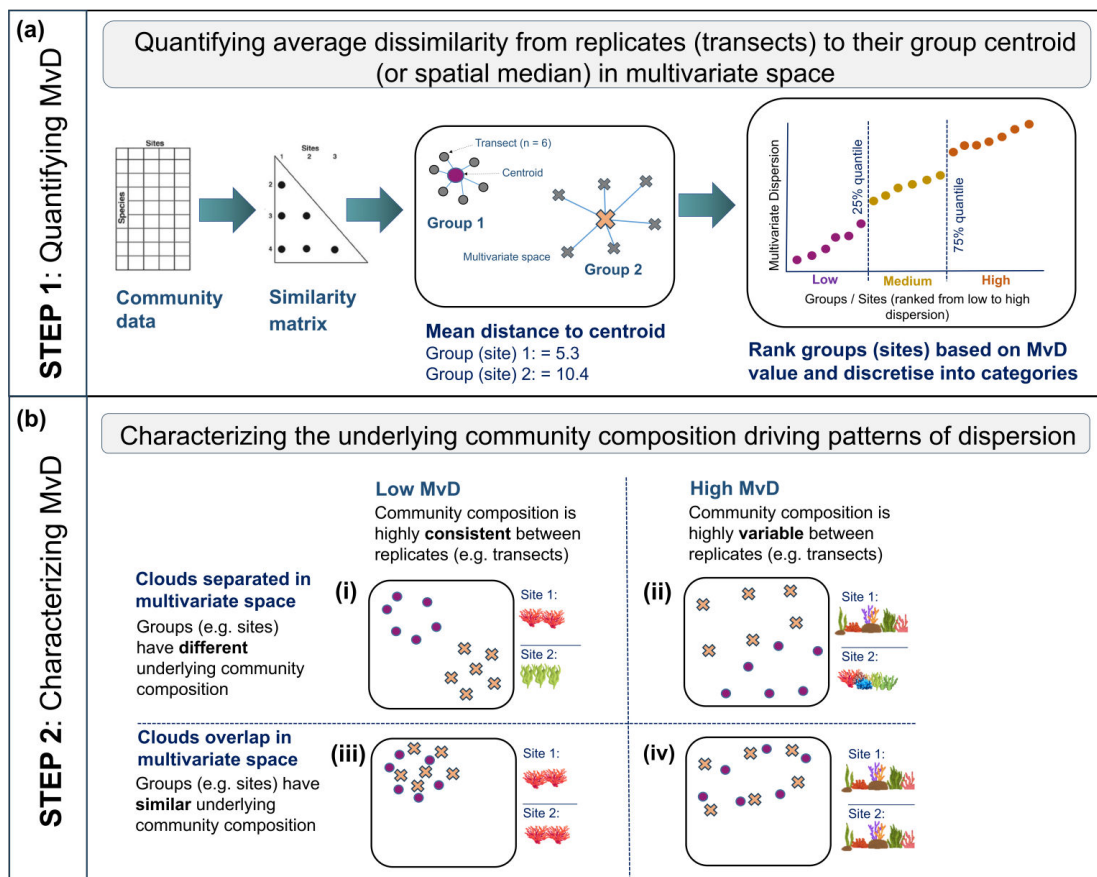 (a)
STEP 1: Quantifying MvD
Quantifying average dissimilarity from replicates (transects) to their group centroid
(or spatial median) in multivariate space
Sites
Species
Community
data
Sites
1 2 3
2
3
4
Similarity
matrix
Transect (n = 6)
Centroid
Group 1
Multivariate space
Group 2
Mean distance to centroid
Group (site) 1: = 5.3
Group (site) 2: = 10.4
Multivariate Dispersion
25% quantile
75% quantile
Low
Medium
High
Groups / Sites (ranked from low to high
dispersion)
Rank groups (sites) based on MvD
value and discretise into categories
(b)
STEP 2: Characterizing MvD
Characterizing the underlying community composition driving patterns of dispersion
Low MvD
Community composition is
highly consistent between
replicates (e.g. transects)
High MvD
Community composition is
highly variable between
replicates (e.g. transects)
Clouds separated in
multivariate space
Groups (e.g. sites)
have different
underlying community
composition
(i)
Site 1:
Site 2:
(ii)
Site 1:
Site 2:
Clouds overlap in
multivariate space
Groups (e.g. sites) have
similar underlying
community composition
(iii)
Site 1:
Site 2:
(iv)
Site 1:
Site 2: